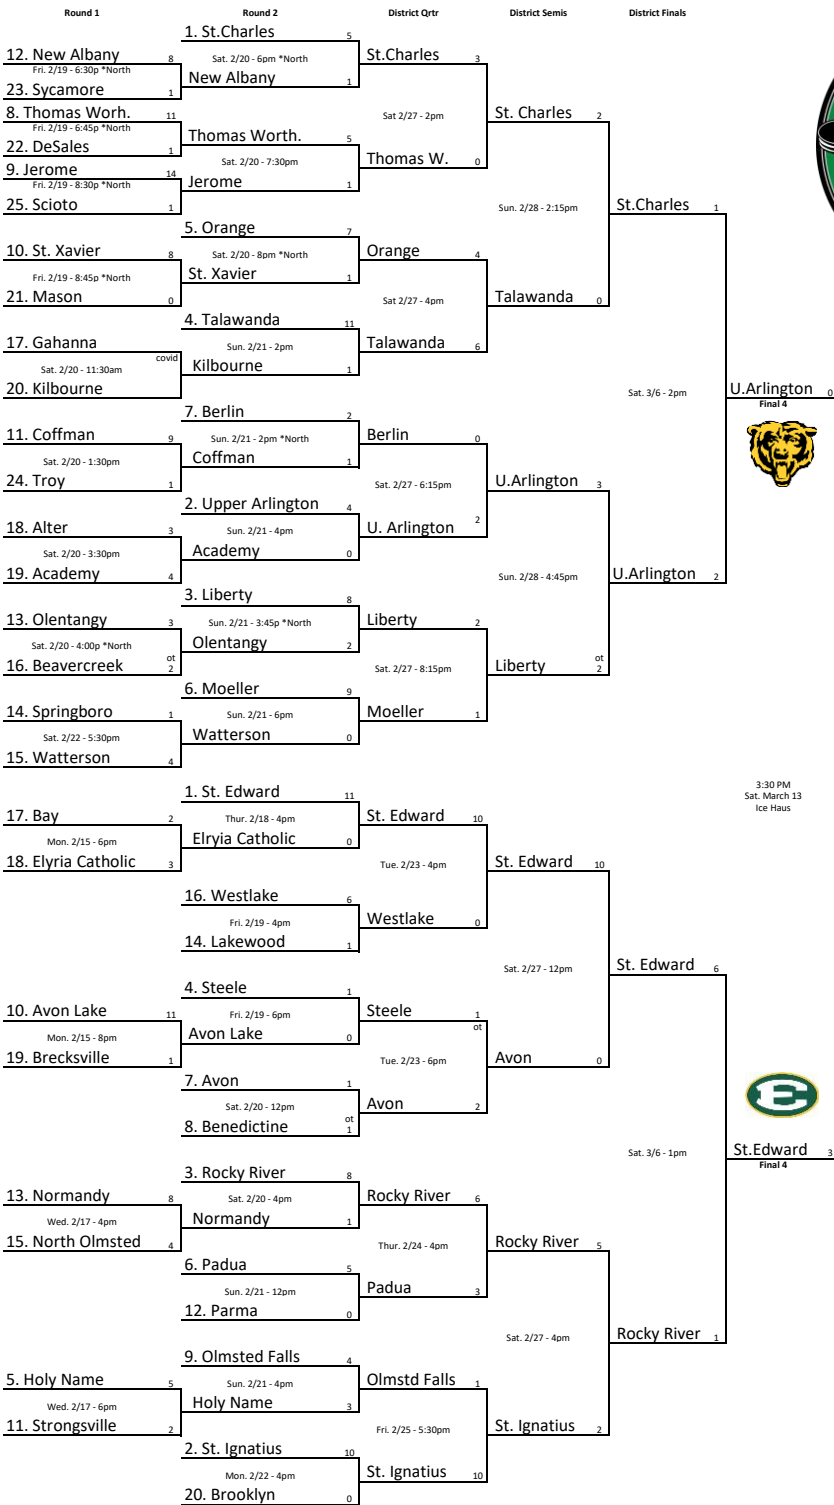 Round 1 Round 2 District Qrtr District Semis District Finals
1. St.Charles 5
12. New Albany 8 Sat. 2/20 - 6pm *North St.Charles 3
Fri. 2/19 - 6:30p *North New Albany 1
23. Sycamore 1
8. Thomas Worh. 11 Sat 2/27 - 2pm St. Charles 2
Fri. 2/19 - 6:45p *North Thomas Worth. 5
22. DeSales 1
9. Jerome 14 Sat. 2/20 - 7:30pm Thomas W. 0
Fri. 2/19 - 8:30p *North Jerome 1
25. Scioto 1 Sun. 2/28 - 2:15pm St.Charles 1
5. Orange 7
10. St. Xavier 8 Sat. 2/20 - 8pm *North Orange 4
Fri. 2/19 - 8:45p *North St. Xavier 1
21. Mason 0 Sat 2/27 - 4pm Talawanda 0
4. Talawanda 11
17. Gahanna Sun. 2/21 - 2pm Talawanda 6
covid
Sat. 2/20 - 11:30am Kilbourne 1
20. Kilbourne Sat. 3/6 - 2pm U.Arlington 0
Final 4
7. Berlin 2
11. Coffman 9 Sun. 2/21 - 2pm *North Berlin 0
Sat. 2/20 - 1:30pm Coffman 1
24. Troy 1 Sat. 2/27 - 6:15pm U.Arlington 3
2. Upper Arlington 4
18. Alter 3 Sun. 2/21 - 4pm U. Arlington 2
Sat. 2/20 - 3:30pm Academy 0
19. Academy 4 Sun. 2/28 - 4:45pm U.Arlington 2
3. Liberty 8
13. Olentangy 3 Sun. 2/21 - 3:45p *North Liberty 2
Sat. 2/20 - 4:00p *North Olentangy 2
ot ot
16. Beavercreek 2 Sat. 2/27 - 8:15pm Liberty 2
6. Moeller 9
14. Springboro 1 Sun. 2/21 - 6pm Moeller 1
Sat. 2/22 - 5:30pm Watterson 0
15. Watterson 4
3:30 PM
Sat. March 13
Ice Haus
1. St. Edward 11
17. Bay 2 Thur. 2/18 - 4pm St. Edward 10
Mon. 2/15 - 6pm Elryia Catholic 0
18. Elyria Catholic 3 Tue. 2/23 - 4pm St. Edward 10
16. Westlake 6
Fri. 2/19 - 4pm Westlake 0
14. Lakewood 1
Sat. 2/27 - 12pm St. Edward 6
4. Steele 1
10. Avon Lake 11 Fri. 2/19 - 6pm Steele 1
ot
Mon. 2/15 - 8pm Avon Lake 0
19. Brecksville 1 Tue. 2/23 - 6pm Avon 0
7. Avon 1
Sat. 2/20 - 12pm Avon 2
ot
8. Benedictine 1
E
Sat. 3/6 - 1pm St.Edward 3
Final 4
3. Rocky River 8
13. Normandy 8 Sat. 2/20 - 4pm Rocky River 6
Wed. 2/17 - 4pm Normandy 1
15. North Olmsted 4 Thur. 2/24 - 4pm Rocky River 5
6. Padua 5
Sun. 2/21 - 12pm Padua 3
12. Parma 0
Sat. 2/27 - 4pm Rocky River 1
9. Olmsted Falls 4
5. Holy Name 5 Sun. 2/21 - 4pm Olmstd Falls 1
Wed. 2/17 - 6pm Holy Name 3
11. Strongsville 2 Fri. 2/25 - 5:30pm St. Ignatius 2
2. St. Ignatius 10
Mon. 2/22 - 4pm St. Ignatius 10
20. Brooklyn 0